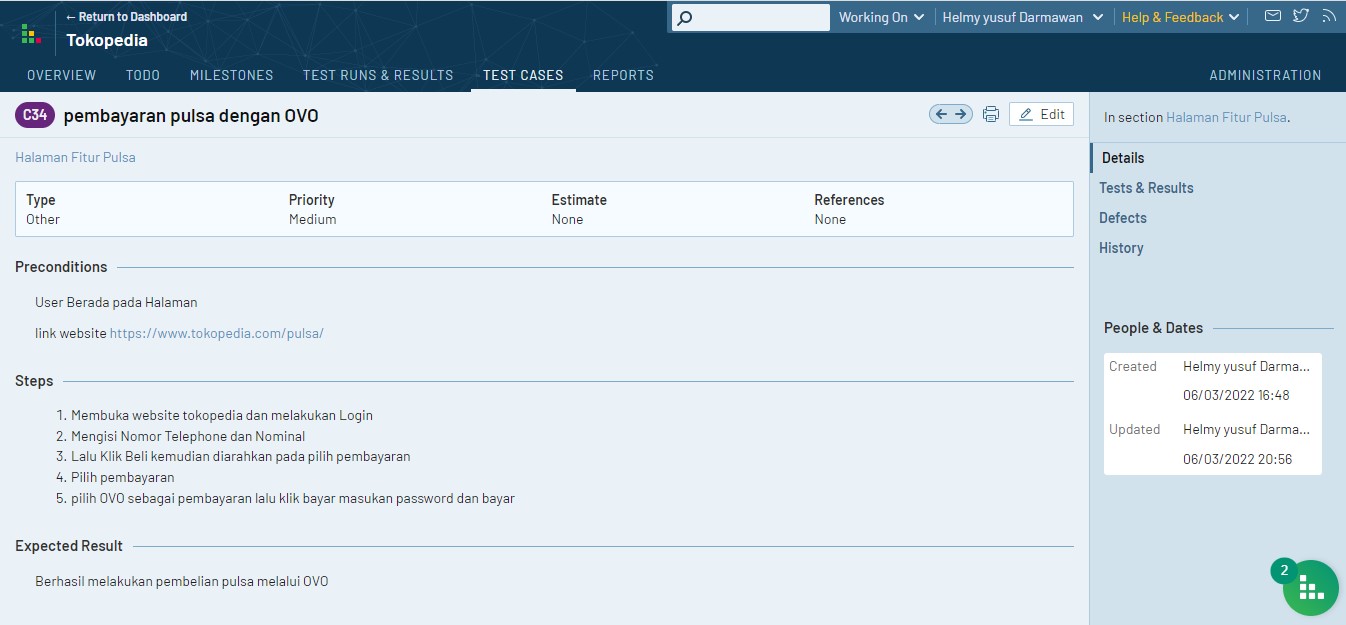 ← Return to Dashboard
Tokopedia
Working On
Helmy yusuf Darmawan
Help & Feedback
OVERVIEW TODO MILESTONES TEST RUNS & RESULTS TEST CASES REPORTS ADMINISTRATION
C34 pembayaran pulsa dengan OVO
Edit
Halaman Fitur Pulsa
Type Priority Estimate References
Other Medium None None
Preconditions
User Berada pada Halaman
link website https://www.tokopedia.com/pulsa/
Steps
1. Membuka website tokopedia dan melakukan Login
2. Mengisi Nomor Telephone dan Nominal
3. Lalu Klik Beli kemudian diarahkan pada pilih pembayaran
4. Pilih pembayaran
5. pilih OVO sebagai pembayaran lalu klik bayar masukan password dan bayar
Expected Result
Berhasil melakukan pembelian pulsa melalui OVO
In section Halaman Fitur Pulsa.
Details
Tests & Results
Defects
History
People & Dates
Created Helmy yusuf Darma...
06/03/2022 16:48
Updated Helmy yusuf Darma...
06/03/2022 20:56
2